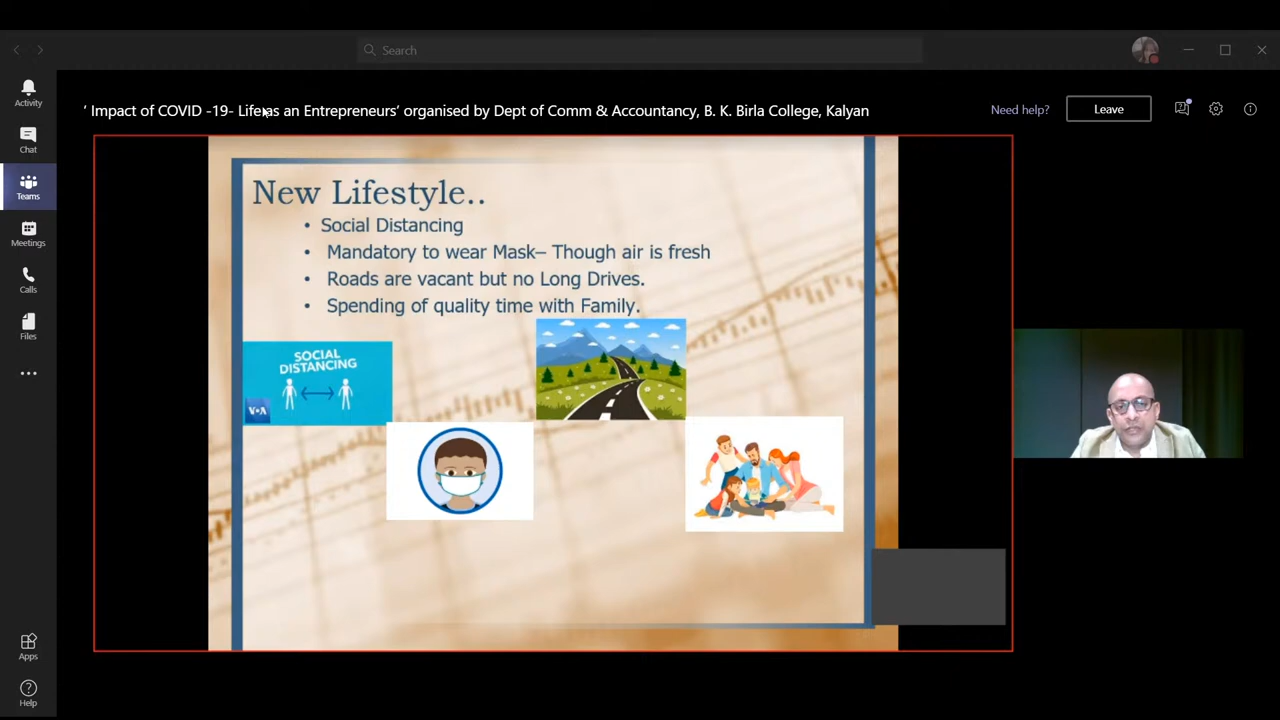 Search
Activity
Chat
Teams
Meetings
Calls
Files
Apps
Help
' Impact of COVID -19- Life as an Entrepreneurs' organised by Dept of Comm & Accountancy, B. K. Birla College, Kalyan
Need help?
Leave
New Lifestyle..
• Social Distancing
• Mandatory to wear Mask– Though air is fresh
• Roads are vacant but no Long Drives.
• Spending of quality time with Family.
SOCIAL
DISTANCING
VOA